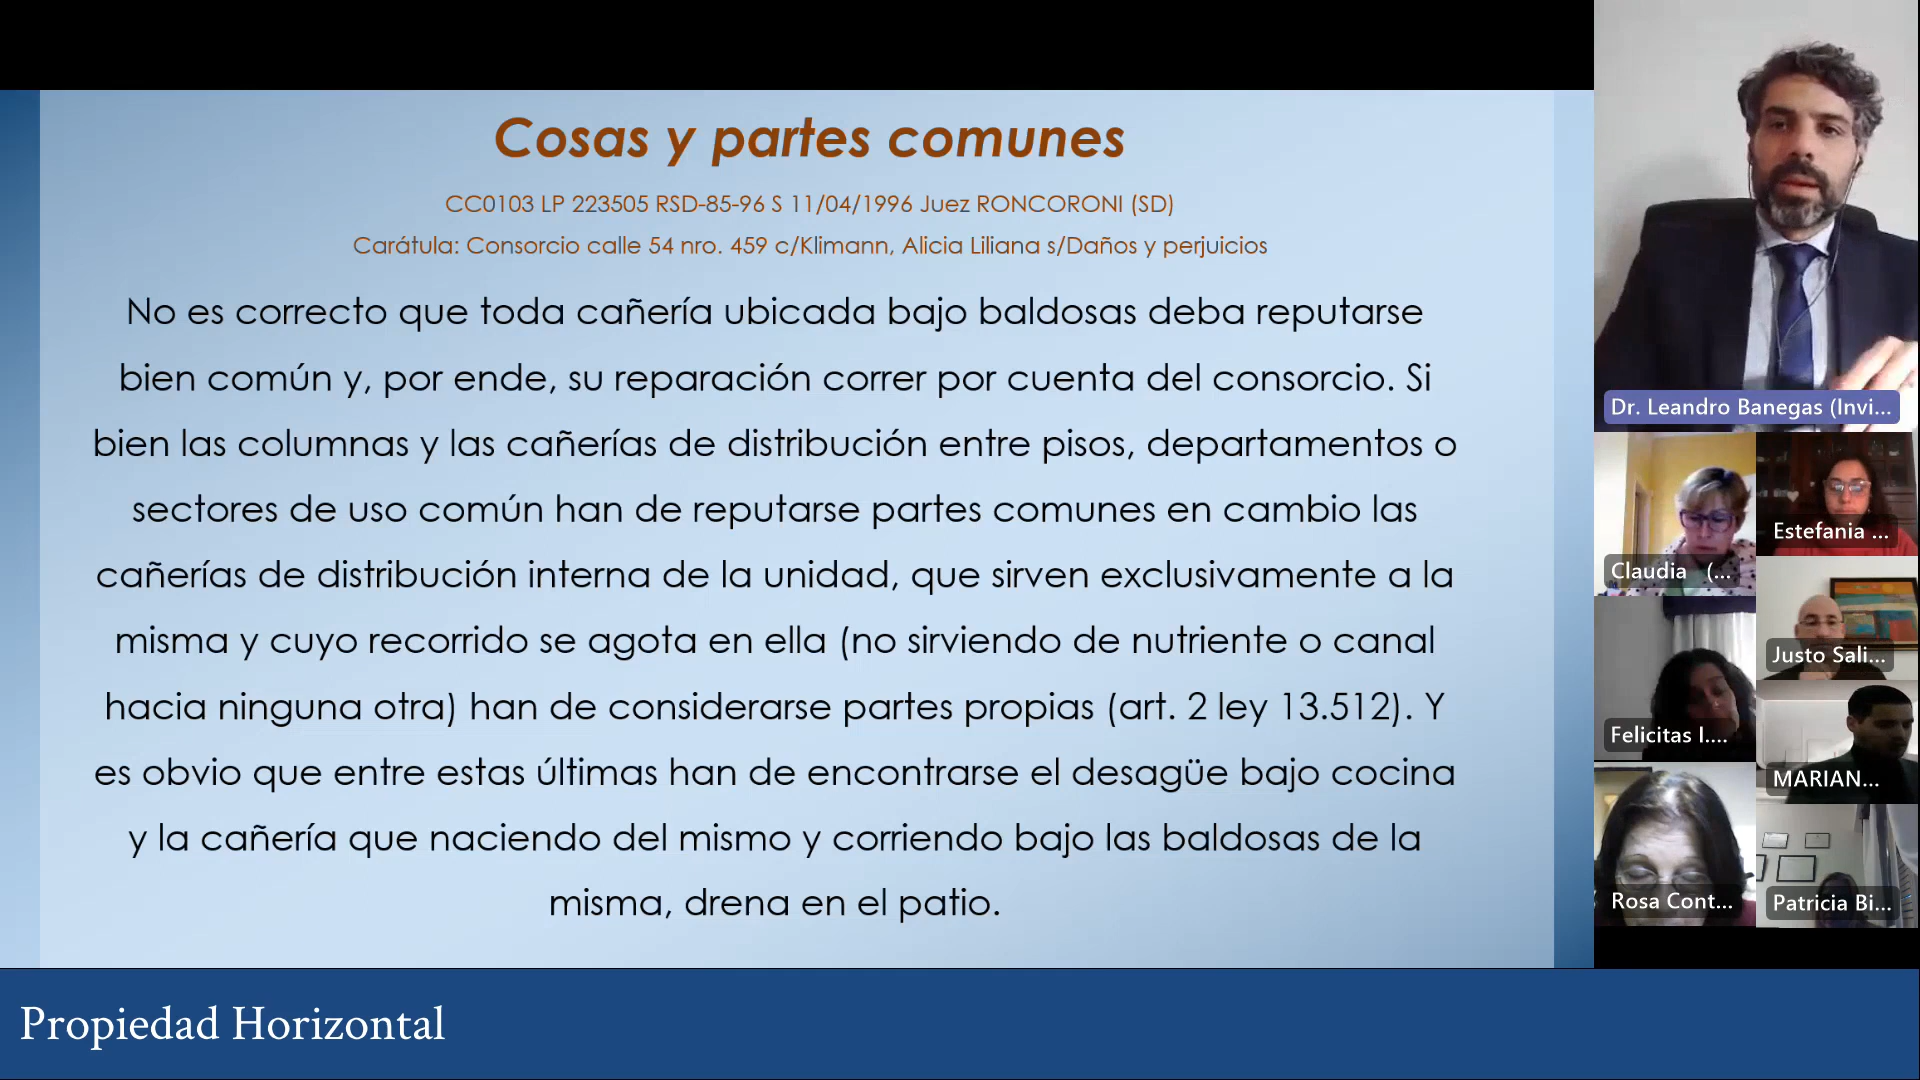 Cosas y partes comunes
CC0103 LP 223505 RSD-85-96 S 11/04/1996 Juez RONCORONI (SD)
Carátula: Consorcio calle 54 nro. 459 c/Klimann, Alicia Liliana s/Daños y perjuicios
No es correcto que toda cañería ubicada bajo baldosas deba reputarse
bien común y, por ende, su reparación correr por cuenta del consorcio. Si
bien las columnas y las cañerías de distribución entre pisos, departamentos o
sectores de uso común han de reputarse partes comunes en cambio las
cañerías de distribución interna de la unidad, que sirven exclusivamente a la
misma y cuyo recorrido se agota en ella (no sirviendo de nutriente o canal
hacia ninguna otra) han de considerarse partes propias (art. 2 ley 13.512). Y
es obvio que entre estas últimas han de encontrarse el desagüe bajo cocina
y la cañería que naciendo del mismo y corriendo bajo las baldosas de la
misma, drena en el patio.
Dr. Leandro Banegas (Invi...
Claudia (...
Estefania ...
Justo Sali...
Felicitas I....
MARIAN...
Rosa Cont...
Patricia Bi...
Propiedad Horizontal